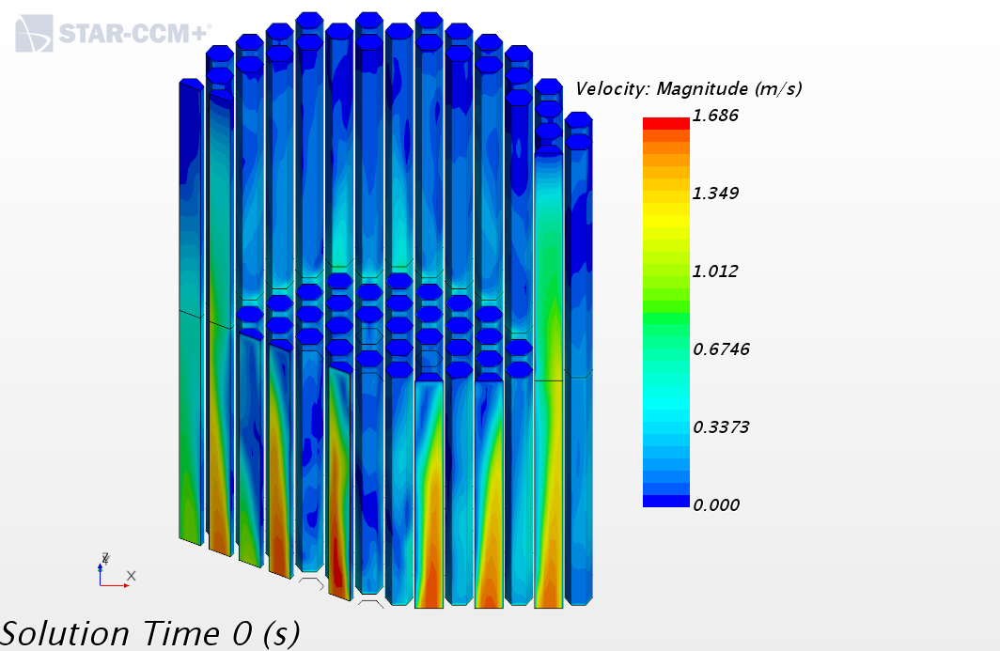 STAR-CCM+
Velocity: Magnitude (m/s)
1.686
1.349
1.012
0.6746
0.3373
0.000
Z
X
Solution Time 0 (s)